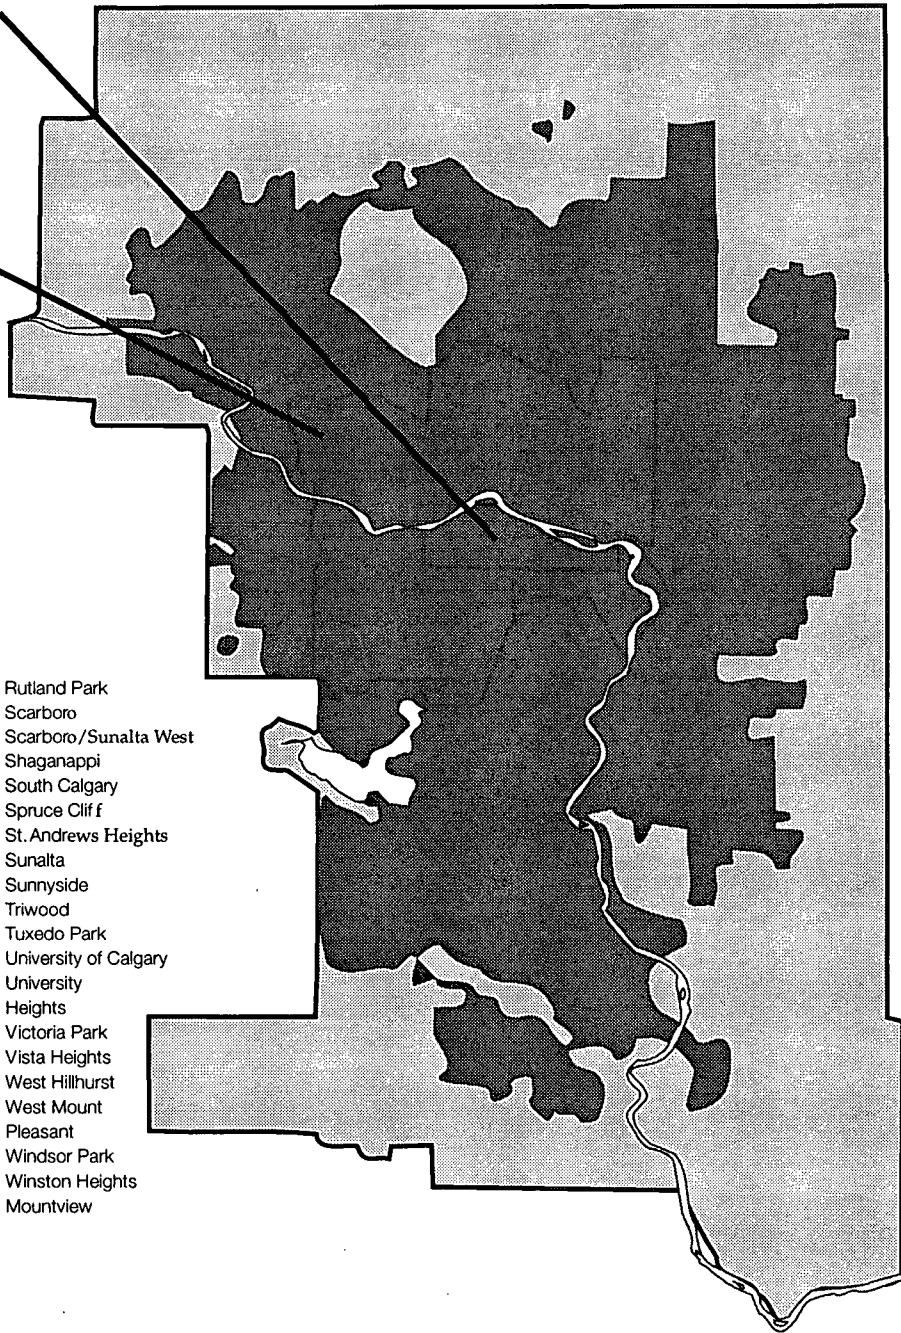 Rutland Park
Scarboro
Scarboro/Sunalta West
Shaganappi
South Calgary
Spruce Cliff
St. Andrews Heights
Sunalta
Sunnyside
Triwood
Tuxedo Park
University of Calgary
University
Heights
Victoria Park
Vista Heights
West Hillhurst
West Mount
Pleasant
Windsor Park
Winston Heights
Mountview